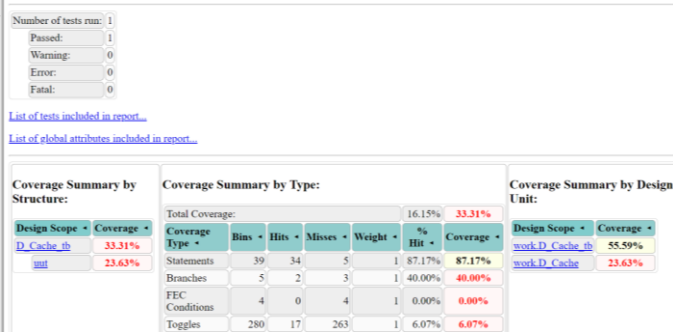 Number of tests run: 1
Passed: 1
Warning: 0
Error: 0
Fatal: 0
List of tests included in report...
List of global attributes included in report...
Coverage Summary by Structure:
Design Scope ◂ Coverage ◂
D_Cache_tb 33.31%
uut 23.63%
Coverage Summary by Type:
Total Coverage: 16.15% 33.31%
Coverage Type ◂ Bins ◂ Hits ◂ Misses ◂ Weight ◂ % Hit ◂ Coverage ◂
Statements 39 34 5 1 87.17% 87.17%
Branches 5 2 3 1 40.00% 40.00%
FEC Conditions 4 0 4 1 0.00% 0.00%
Toggles 280 17 263 1 6.07% 6.07%
Coverage Summary by Design Unit:
Design Scope ◂ Coverage ◂
work.D_Cache_tb 55.59%
work.D_Cache 23.63%